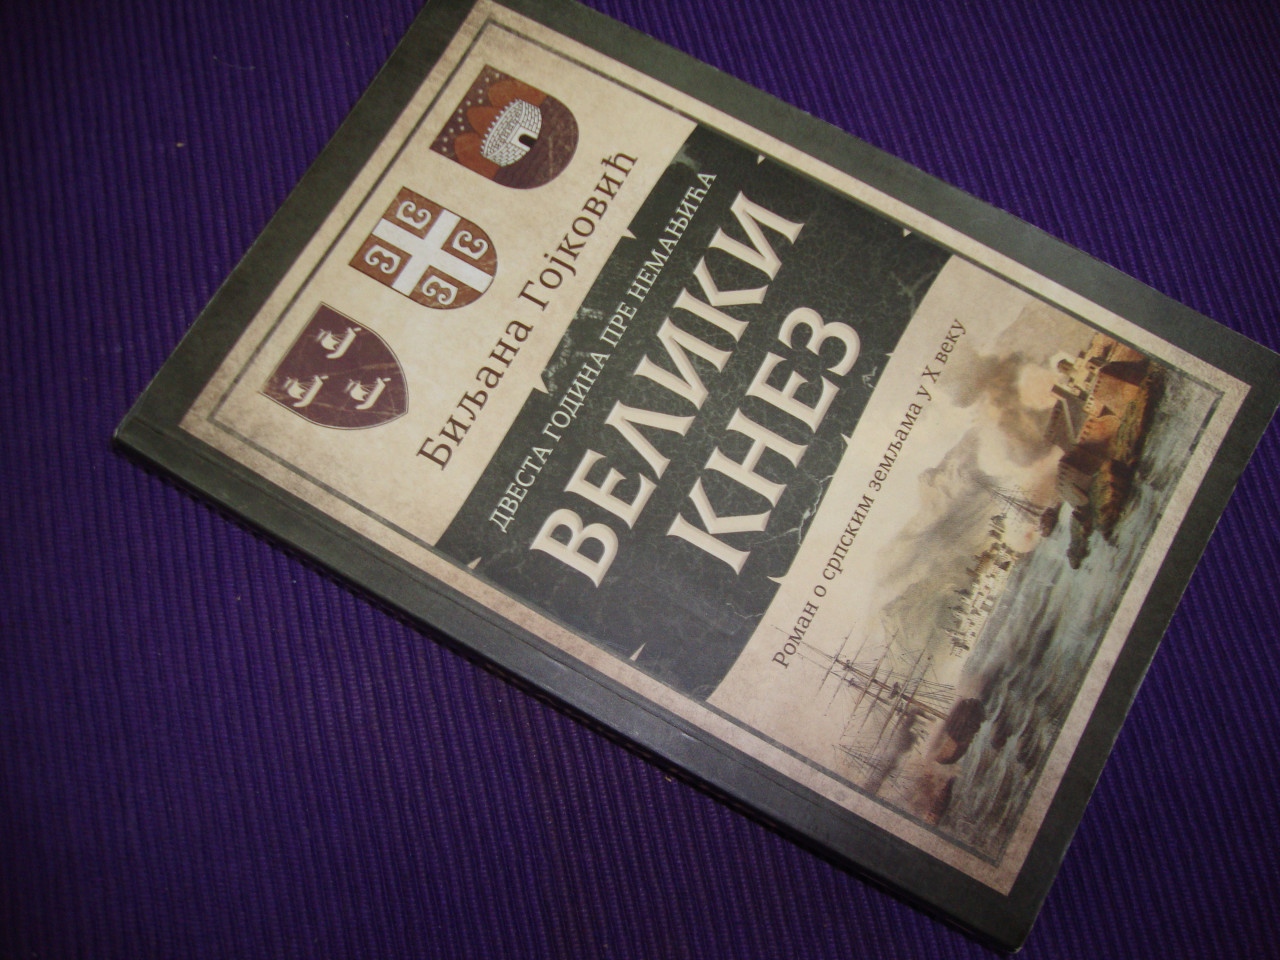 Биљана Гојковић
ДВЕСТА ГОДИНА ПРЕ НЕМАЊИЋА
ВЕЛИКИ
КНЕЗ
Роман о српским земљама у X веку